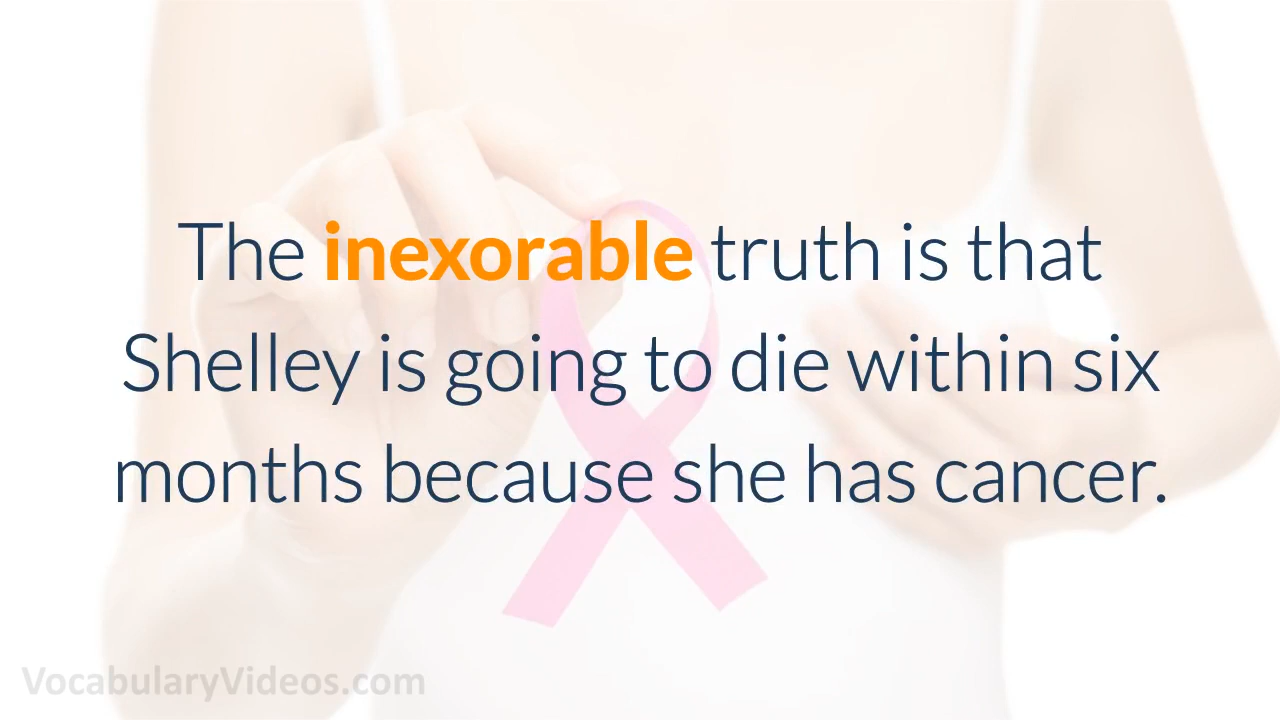 The inexorable truth is that
Shelley is going to die within six
months because she has cancer.
VocabularyVideos.com